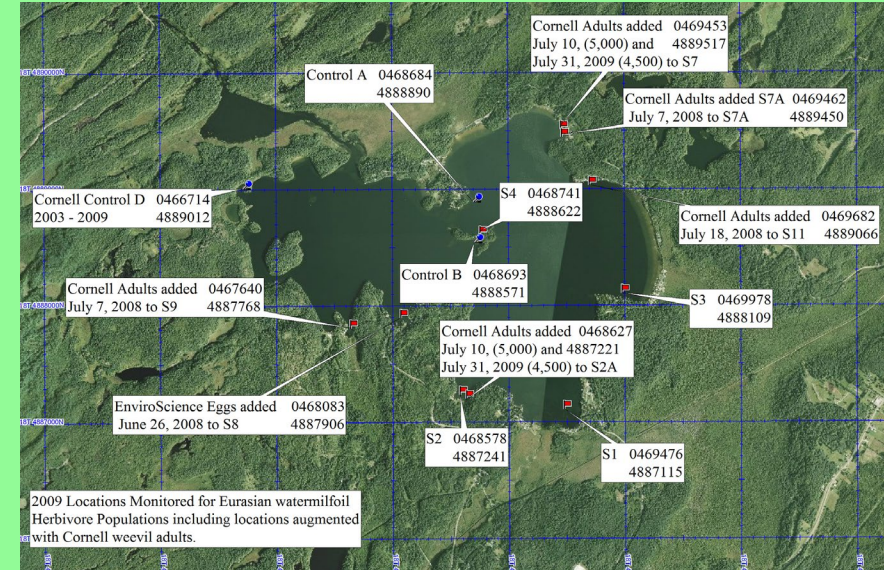 Cornell Adults added 0469453
July 10, (5,000) and 4889517
July 31, 2009 (4,500) to S7
Control A 0468684
4888890
Cornell Adults added S7A 0469462
July 7, 2008 to S7A 4889450
18T 4890000N
Cornell Control D 0466714
2003 - 2009 4889012
S4 0468741
4888622
Cornell Adults added 0469682
July 18, 2008 to S11 4889066
Control B 0468693
4888571
Cornell Adults added 0467640
July 7, 2008 to S9 4887768
S3 0469978
4888109
18T 4888000N
Cornell Adults added 0468627
July 10, (5,000) and 4887221
July 31, 2009 (4,500) to S2A
EnviroScience Eggs added 0468083
June 26, 2008 to S8 4887906
18T 4887000N
S2 0468578
4887241
S1 0469476
4887115
2009 Locations Monitored for Eurasian watermilfoil
Herbivore Populations including locations augmented
with Cornell weevil adults.